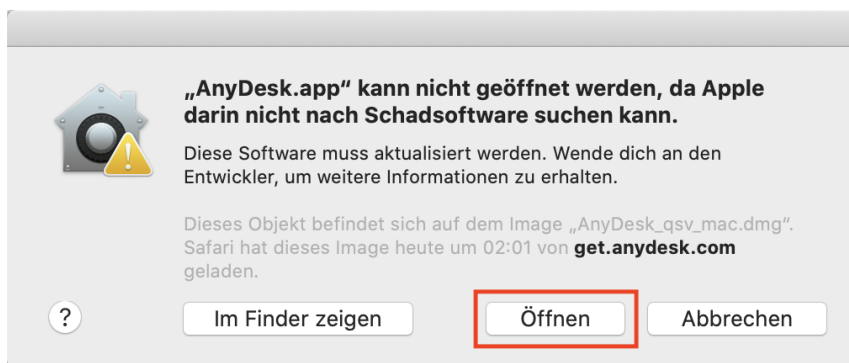 „AnyDesk.app“ kann nicht geöffnet werden, da Apple
darin nicht nach Schadsoftware suchen kann.
Diese Software muss aktualisiert werden. Wende dich an den
Entwickler, um weitere Informationen zu erhalten.
Dieses Objekt befindet sich auf dem Image „AnyDesk_qsv_mac.dmg“.
Safari hat dieses Image heute um 02:01 von get.anydesk.com
geladen.
? Im Finder zeigen Öffnen Abbrechen